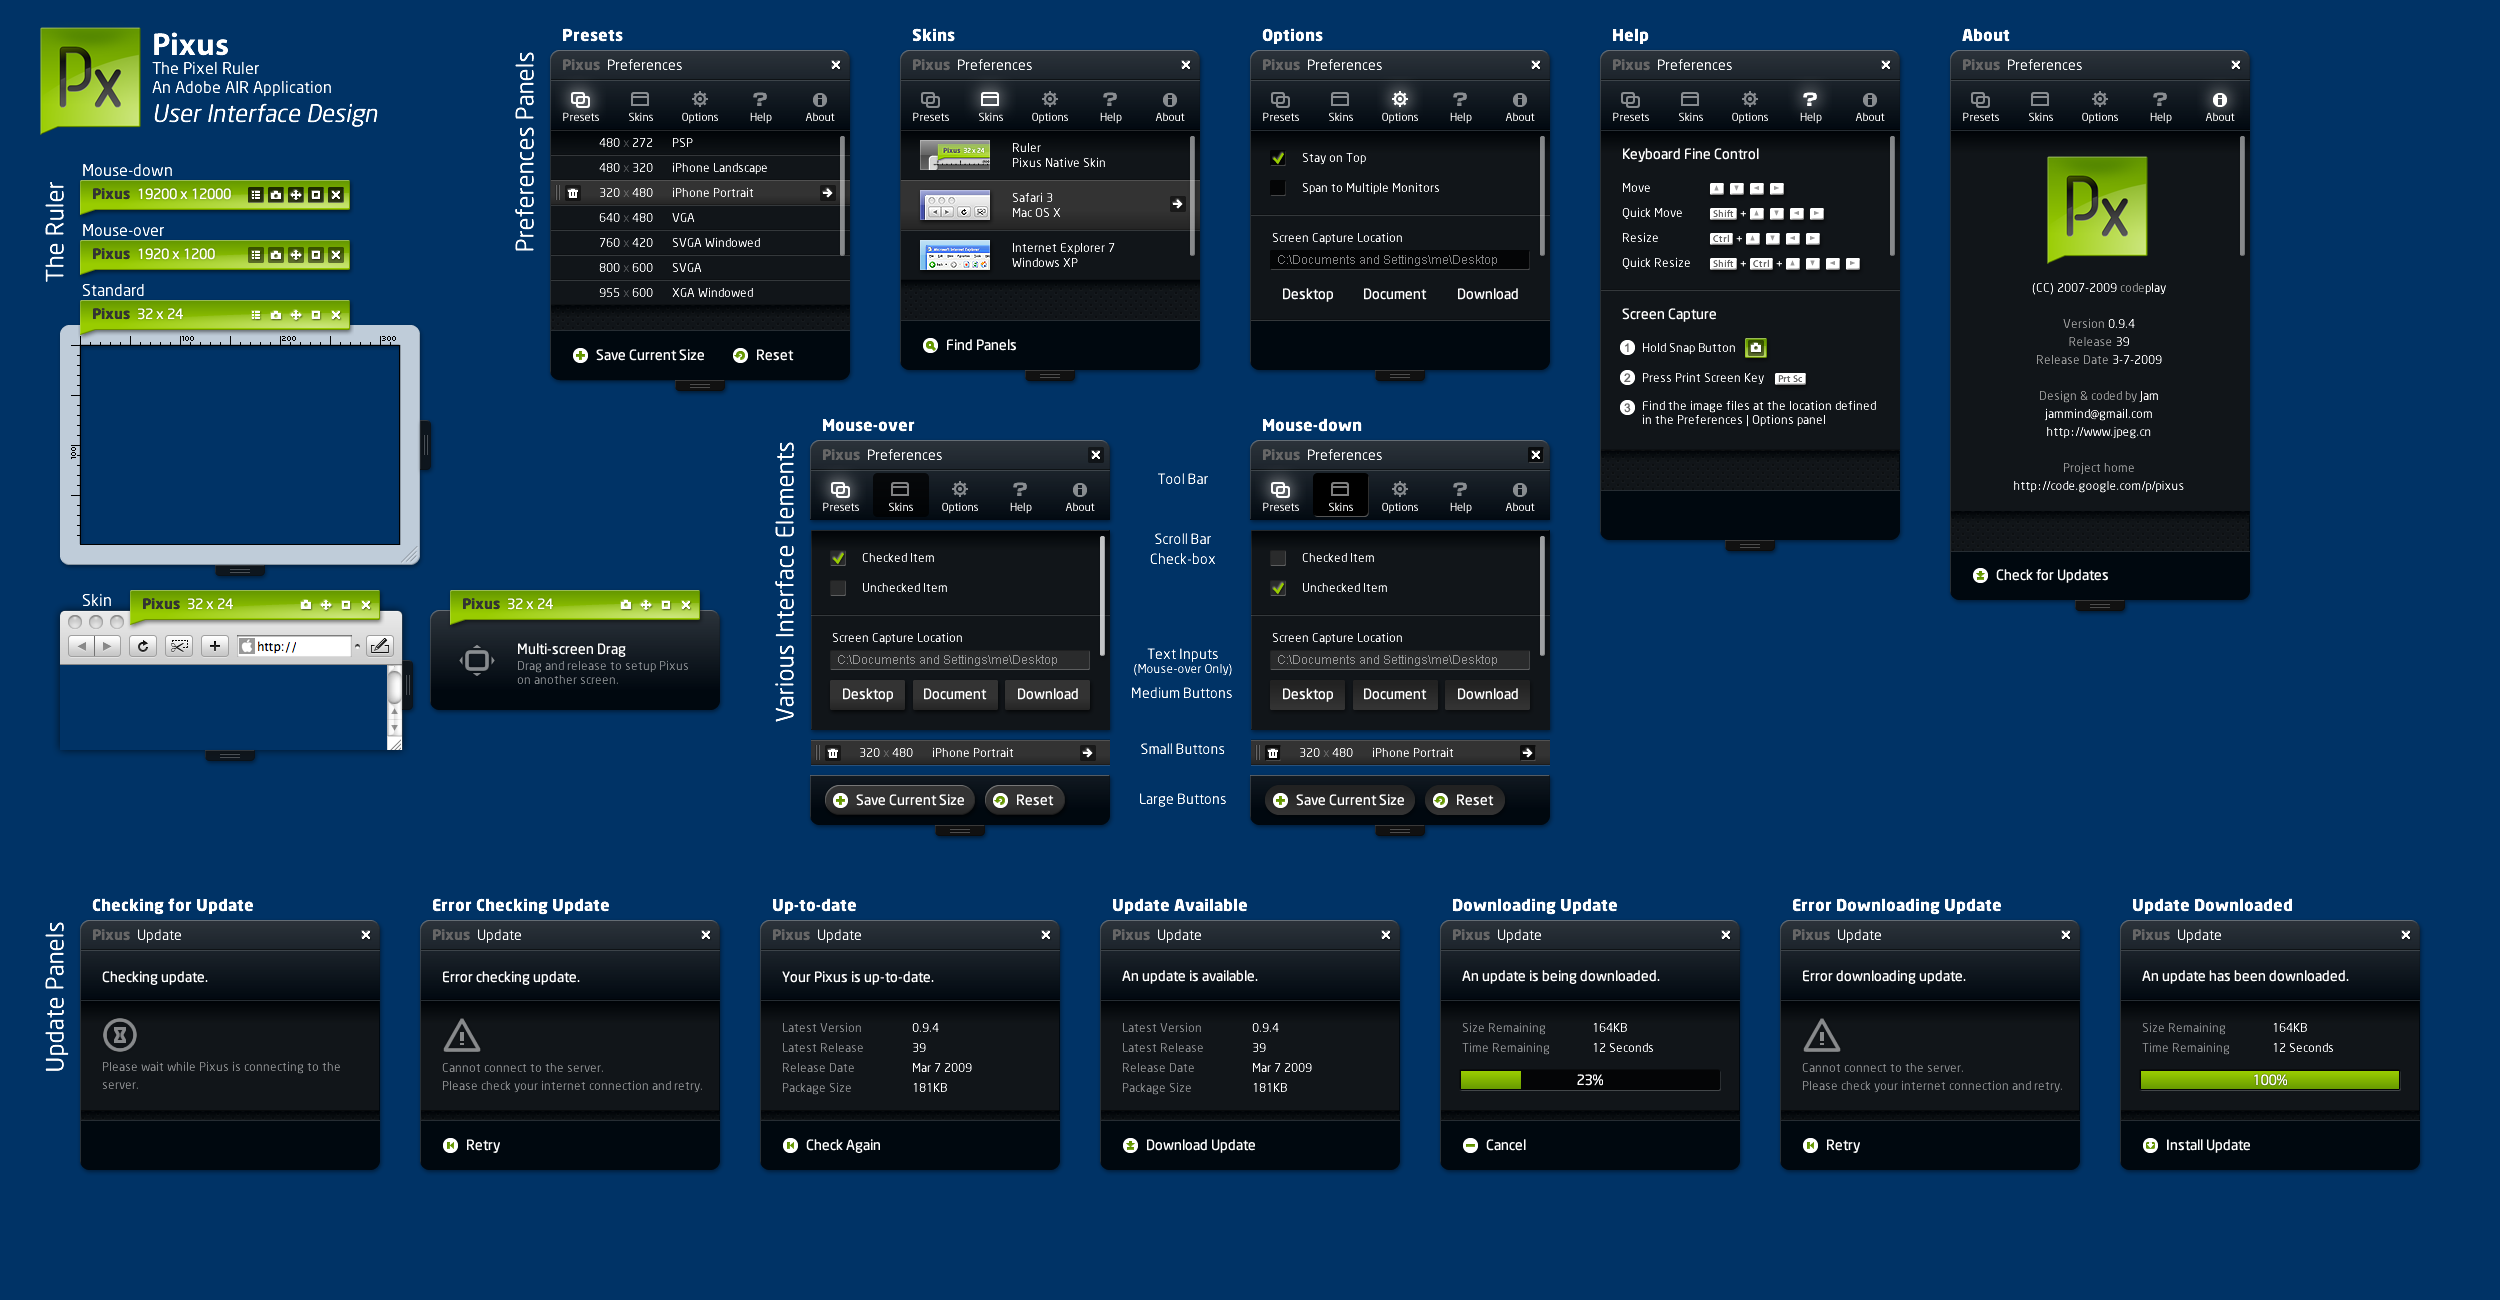 Px
Pixus
The Pixel Ruler
An Adobe AIR Application
User Interface Design
The Ruler
Mouse-down
Pixus 19200 x 12000
Mouse-over
Pixus 1920 x 1200
Standard
Pixus 32 x 24
100
200
300
100
Skin
Pixus 32 x 24
http://
Pixus 32 x 24
Multi-screen Drag
Drag and release to setup Pixus
on another screen.
Preferences Panels
Presets
Pixus Preferences
Presets Skins Options Help About
480 x 272 PSP
480 x 320 iPhone Landscape
320 x 480 iPhone Portrait
640 x 480 VGA
760 x 420 SVGA Windowed
800 x 600 SVGA
955 x 600 XGA Windowed
Save Current Size Reset
Skins
Pixus Preferences
Presets Skins Options Help About
Pixus 32 x 24
Ruler
Pixus Native Skin
Safari 3
Mac OS X
Internet Explorer 7
Windows XP
Find Panels
Options
Pixus Preferences
Presets Skins Options Help About
Stay on Top
Span to Multiple Monitors
Screen Capture Location
C:\Documents and Settings\me\Desktop
Desktop Document Download
Help
Pixus Preferences
Presets Skins Options Help About
Keyboard Fine Control
Move
Quick Move Shift +
Resize Ctrl +
Quick Resize Shift + Ctrl +
Screen Capture
1 Hold Snap Button
2 Press Print Screen Key Prt Sc
3 Find the image files at the location defined
in the Preferences | Options panel
About
Pixus Preferences
Presets Skins Options Help About
Px
(CC) 2007-2009 codeplay
Version 0.9.4
Release 39
Release Date 3-7-2009
Design & coded by Jam
jammind@gmail.com
http://www.jpeg.cn
Project home
http://code.google.com/p/pixus
Check for Updates
Various Interface Elements
Mouse-over
Pixus Preferences
Presets Skins Options Help About
Checked Item
Unchecked Item
Screen Capture Location
C:\Documents and Settings\me\Desktop
Desktop Document Download
320 x 480 iPhone Portrait
Save Current Size Reset
Tool Bar
Scroll Bar
Check-box
Text Inputs
(Mouse-over Only)
Medium Buttons
Small Buttons
Large Buttons
Mouse-down
Pixus Preferences
Presets Skins Options Help About
Checked Item
Unchecked Item
Screen Capture Location
C:\Documents and Settings\me\Desktop
Desktop Document Download
320 x 480 iPhone Portrait
Save Current Size Reset
Update Panels
Checking for Update
Pixus Update
Checking update.
Please wait while Pixus is connecting to the
server.
Error Checking Update
Pixus Update
Error checking update.
Cannot connect to the server.
Please check your internet connection and retry.
Retry
Up-to-date
Pixus Update
Your Pixus is up-to-date.
Latest Version 0.9.4
Latest Release 39
Release Date Mar 7 2009
Package Size 181KB
Check Again
Update Available
Pixus Update
An update is available.
Latest Version 0.9.4
Latest Release 39
Release Date Mar 7 2009
Package Size 181KB
Download Update
Downloading Update
Pixus Update
An update is being downloaded.
Size Remaining 164KB
Time Remaining 12 Seconds
23%
Cancel
Error Downloading Update
Pixus Update
Error downloading update.
Cannot connect to the server.
Please check your internet connection and retry.
Retry
Update Downloaded
Pixus Update
An update has been downloaded.
Size Remaining 164KB
Time Remaining 12 Seconds
100%
Install Update